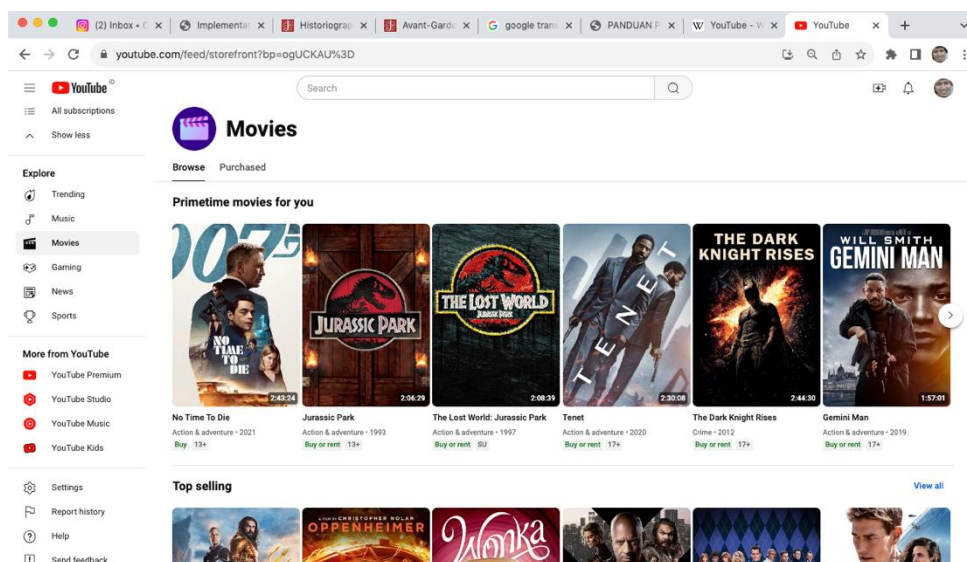 (2) Inbox • C
Implementat
Historiograp
Avant-Garde
google trans
PANDUAN P
YouTube - W
YouTube
youtube.com/feed/storefront?bp=ogUCKAU%3D
YouTube ID
Search
All subscriptions
Show less
Explore
Trending
Music
Movies
Gaming
News
Sports
More from YouTube
YouTube Premium
YouTube Studio
YouTube Music
YouTube Kids
Settings
Report history
Help
Send feedback
Movies
Browse Purchased
Primetime movies for you
007
NO TIME TO DIE
2:43:24
JURASSIC PARK
2:06:29
THE LOST WORLD
JURASSIC PARK
2:08:39
TENET
2:30:08
THE DARK
KNIGHT RISES
2:44:30
WILL SMITH
GEMINI MAN
1:57:01
No Time To Die
Action & adventure • 2021
Buy 13+
Jurassic Park
Action & adventure • 1993
Buy or rent 13+
The Lost World: Jurassic Park
Action & adventure • 1997
Buy or rent SU
Tenet
Action & adventure • 2020
Buy or rent 17+
The Dark Knight Rises
Crime • 2012
Buy or rent 17+
Gemini Man
Action & adventure • 2019
Buy or rent 17+
Top selling
View all
A FILM BY CHRISTOPHER NOLAN
OPPENHEIMER
Wonka